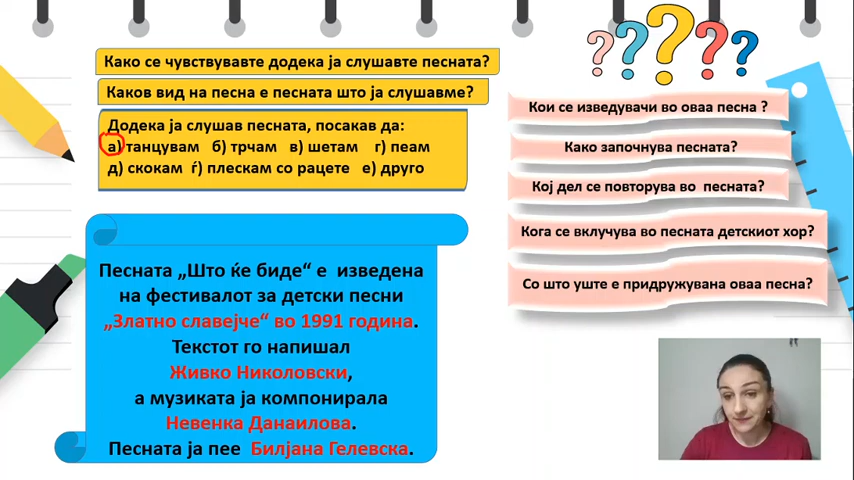 Како се чувствувавте додека ја слушавте песната?
Каков вид на песна е песната што ја слушавме?
Додека ја слушав песната, посакав да:
а) танцувам б) трчам в) шетам г) пеам
д) скокам ѓ) плескам со рацете е) друго
Песната „Што ќе биде“ е изведена
на фестивалот за детски песни
„Златно славејче“ во 1991 година.
Текстот го напишал
Живко Николовски,
а музиката ја компонирала
Невенка Данаилова.
Песната ја пее Билјана Гелевска.
? ? ? ? ?
Кои се изведувачи во оваа песна ?
Како започнува песната?
Кој дел се повторува во песната?
Кога се вклучува во песната детскиот хор?
Со што уште е придружувана оваа песна?